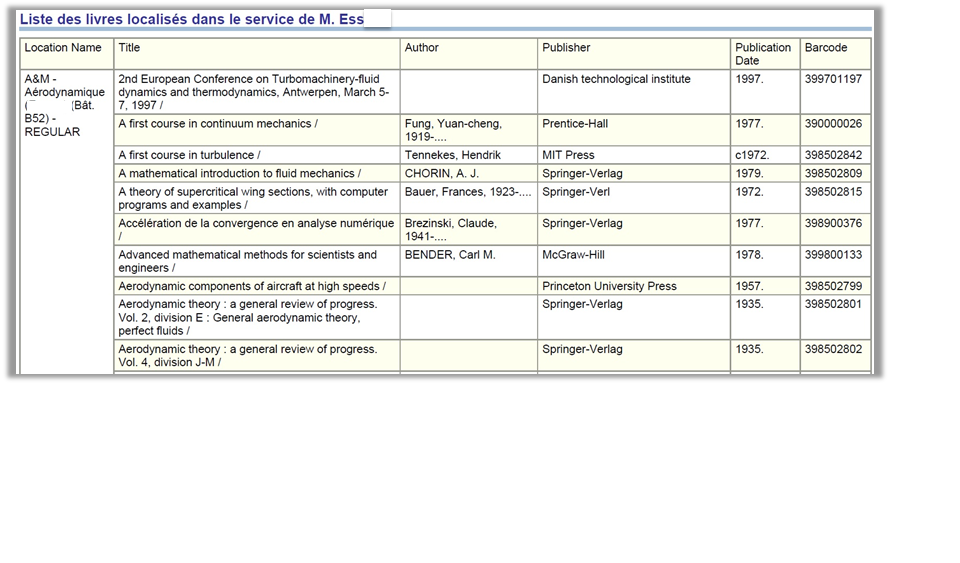 Liste des livres localisés dans le service de M. Ess
Location Name Title Author Publisher Publication Date Barcode
A&M - Aérodynamique ( (Bât. B52) - REGULAR
2nd European Conference on Turbomachinery-fluid dynamics and thermodynamics, Antwerpen, March 5-7, 1997 / Danish technological institute 1997. 399701197
A first course in continuum mechanics / Fung, Yuan-cheng, 1919-.... Prentice-Hall 1977. 390000026
A first course in turbulence / Tennekes, Hendrik MIT Press c1972. 398502842
A mathematical introduction to fluid mechanics / CHORIN, A. J. Springer-Verlag 1979. 398502809
A theory of supercritical wing sections, with computer programs and examples / Bauer, Frances, 1923-.... Springer-Verl 1972. 398502815
Accélération de la convergence en analyse numérique / Brezinski, Claude, 1941-.... Springer-Verlag 1977. 398900376
Advanced mathematical methods for scientists and engineers / BENDER, Carl M. McGraw-Hill 1978. 399800133
Aerodynamic components of aircraft at high speeds / Princeton University Press 1957. 398502799
Aerodynamic theory : a general review of progress. Vol. 2, division E : General aerodynamic theory, perfect fluids / Springer-Verlag 1935. 398502801
Aerodynamic theory : a general review of progress. Vol. 4, division J-M / Springer-Verlag 1935. 398502802